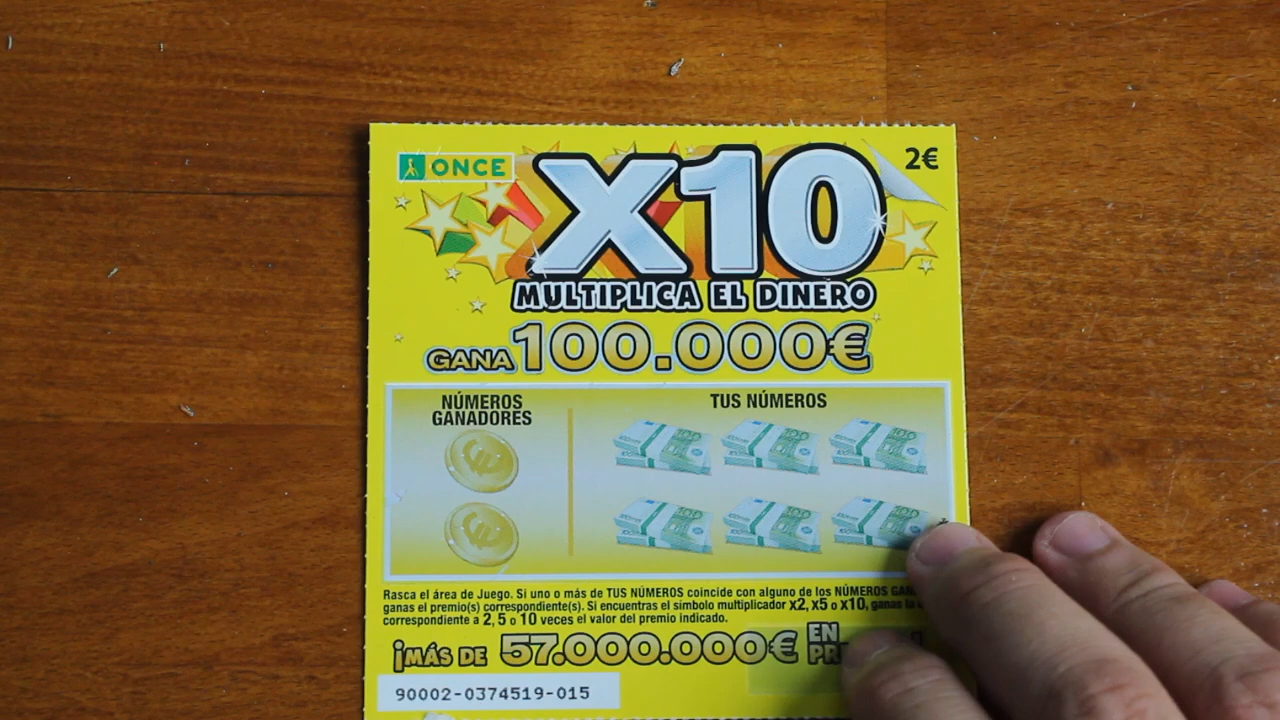 ONCE
2€
X10
MULTIPLICA EL DINERO
GANA 100.000€
NÚMEROS
GANADORES
TUS NÚMEROS
Rasca el área de Juego. Si uno o más de TUS NÚMEROS coincide con alguno de los NÚMEROS
ganas el premio(s) correspondiente(s). Si encuentras el símbolo multiplicador x2, x5 o x10, ganas
correspondiente a 2, 5 o 10 veces el valor del premio indicado.
¡MÁS DE 57.000.000€ EN
90002-0374519-015